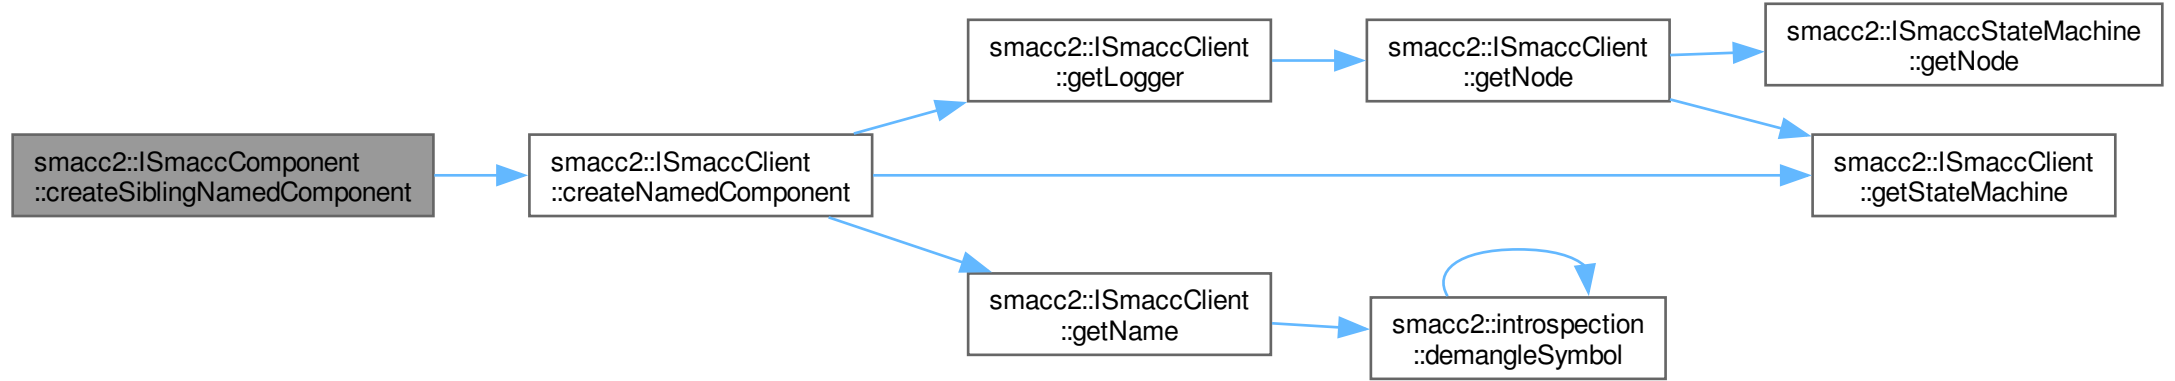 smacc2::ISmaccComponent
::createSiblingNamedComponent
smacc2::ISmaccClient
::createNamedComponent
smacc2::ISmaccClient
::getLogger
smacc2::ISmaccClient
::getNode
smacc2::ISmaccStateMachine
::getNode
smacc2::ISmaccClient
::getStateMachine
smacc2::ISmaccClient
::getName
smacc2::introspection
::demangleSymbol